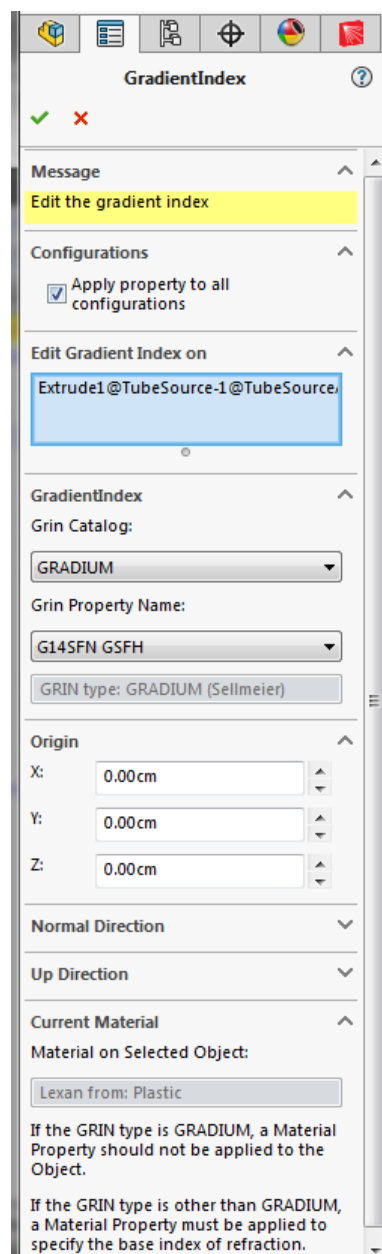 GradientIndex
Message
Edit the gradient index
Configurations
Apply property to all
configurations
Edit Gradient Index on
Extrude1@TubeSource-1@TubeSource
GradientIndex
Grin Catalog:
GRADIUM
Grin Property Name:
G14SFN GSFH
GRIN type: GRADIUM (Sellmeier)
Origin
X:
0.00cm
Y:
0.00cm
Z:
0.00cm
Normal Direction
Up Direction
Current Material
Material on Selected Object:
Lexan from: Plastic
If the GRIN type is GRADIUM, a Material
Property should not be applied to the
Object.
If the GRIN type is other than GRADIUM,
a Material Property must be applied to
specify the base index of refraction.